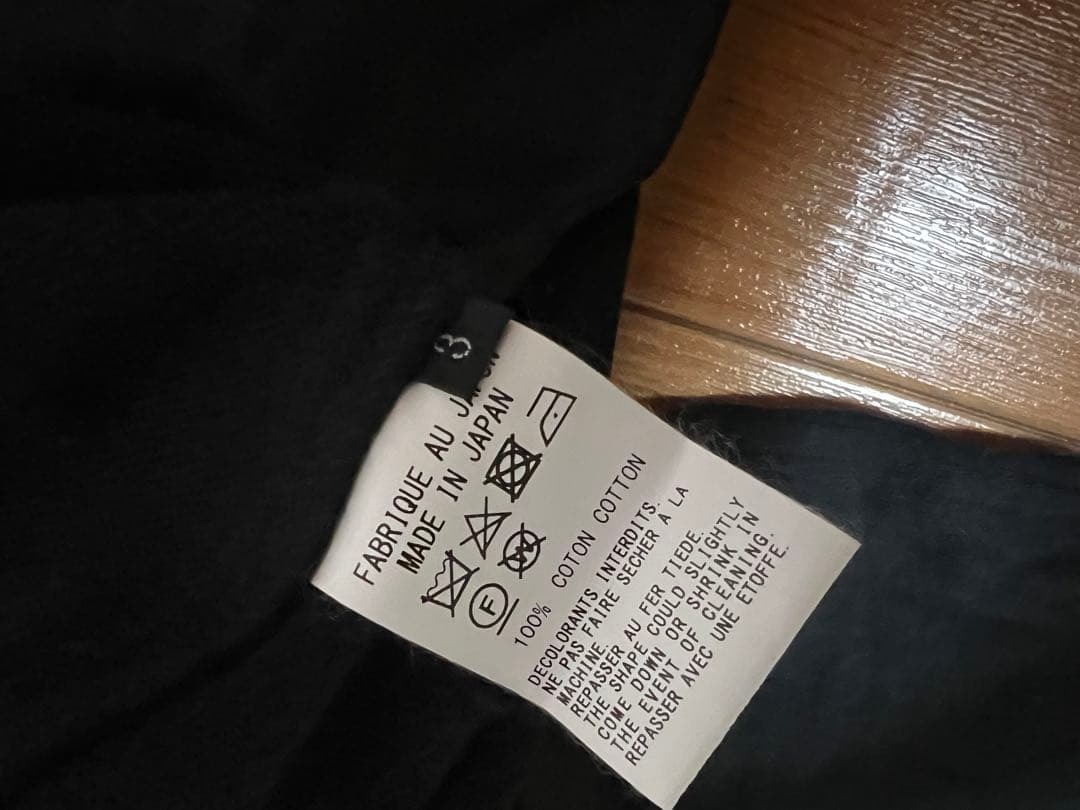 3
FABRIQUE AU JAPON
MADE IN JAPAN
F
W
100% COTON COTTON
DECOLORANTS INTERDITS.
NE PAS FAIRE SECHER A LA
MACHINE.
REPASSER AU FER TIEDE.
THE SHAPE COULD SLIGHTLY
COME DOWN OR SHRINK IN
THE EVENT OF CLEANING.
REPASSER AVEC UNE ETOFFE.